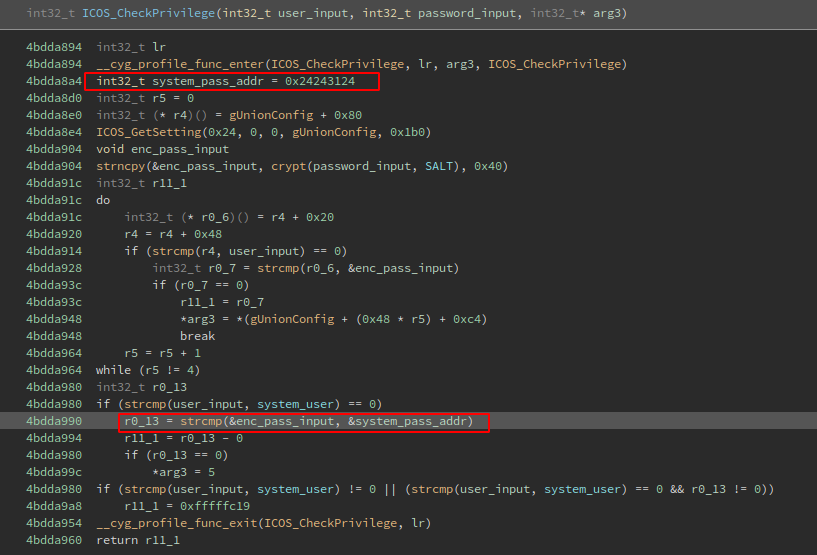 int32_t ICOS_CheckPrivilege(int32_t user_input, int32_t password_input, int32_t* arg3)
4bdda894 int32_t lr
4bdda894 __cyg_profile_func_enter(ICOS_CheckPrivilege, lr, arg3, ICOS_CheckPrivilege)
4bdda8a4 int32_t system_pass_addr = 0x24243124
4bdda8d0 int32_t r5 = 0
4bdda8e0 int32_t (* r4)() = gUnionConfig + 0x80
4bdda8e4 ICOS_GetSetting(0x24, 0, 0, gUnionConfig, 0x1b0)
4bdda904 void enc_pass_input
4bdda904 strncpy(&enc_pass_input, crypt(password_input, SALT), 0x40)
4bdda91c int32_t r11_1
4bdda91c do
4bdda91c int32_t (* r0_6)() = r4 + 0x20
4bdda920 r4 = r4 + 0x48
4bdda914 if (strcmp(r4, user_input) == 0)
4bdda928 int32_t r0_7 = strcmp(r0_6, &enc_pass_input)
4bdda93c if (r0_7 == 0)
4bdda93c r11_1 = r0_7
4bdda948 *arg3 = *(gUnionConfig + (0x48 * r5) + 0xc4)
4bdda948 break
4bdda964 r5 = r5 + 1
4bdda964 while (r5 != 4)
4bdda980 int32_t r0_13
4bdda980 if (strcmp(user_input, system_user) == 0)
4bdda990 r0_13 = strcmp(&enc_pass_input, &system_pass_addr)
4bdda994 r11_1 = r0_13 - 0
4bdda980 if (r0_13 == 0)
4bdda99c *arg3 = 5
4bdda980 if (strcmp(user_input, system_user) != 0 || (strcmp(user_input, system_user) == 0 && r0_13 != 0))
4bdda9a8 r11_1 = 0xfffffc19
4bdda954 __cyg_profile_func_exit(ICOS_CheckPrivilege, lr)
4bdda960 return r11_1